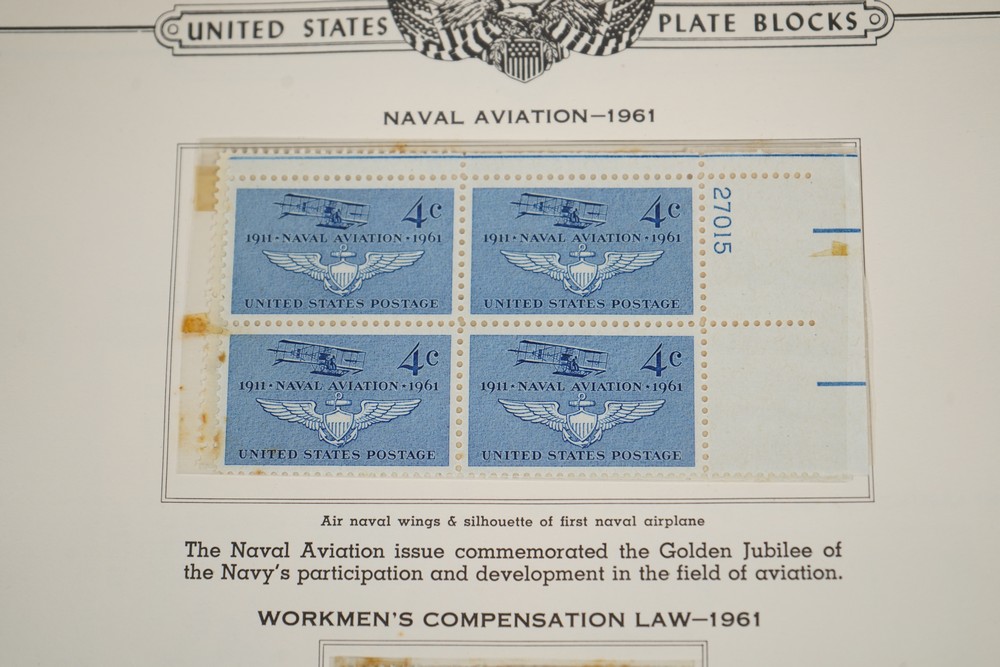 UNITED STATES PLATE BLOCKS
NAVAL AVIATION—1961
4c
1911 • NAVAL AVIATION • 1961
UNITED STATES POSTAGE
4c
1911 • NAVAL AVIATION • 1961
UNITED STATES POSTAGE
27015
4c
1911 • NAVAL AVIATION • 1961
UNITED STATES POSTAGE
4c
1911 • NAVAL AVIATION • 1961
UNITED STATES POSTAGE
Air naval wings & silhouette of first naval airplane
The Naval Aviation issue commemorated the Golden Jubilee of
the Navy's participation and development in the field of aviation.
WORKMEN'S COMPENSATION LAW—1961